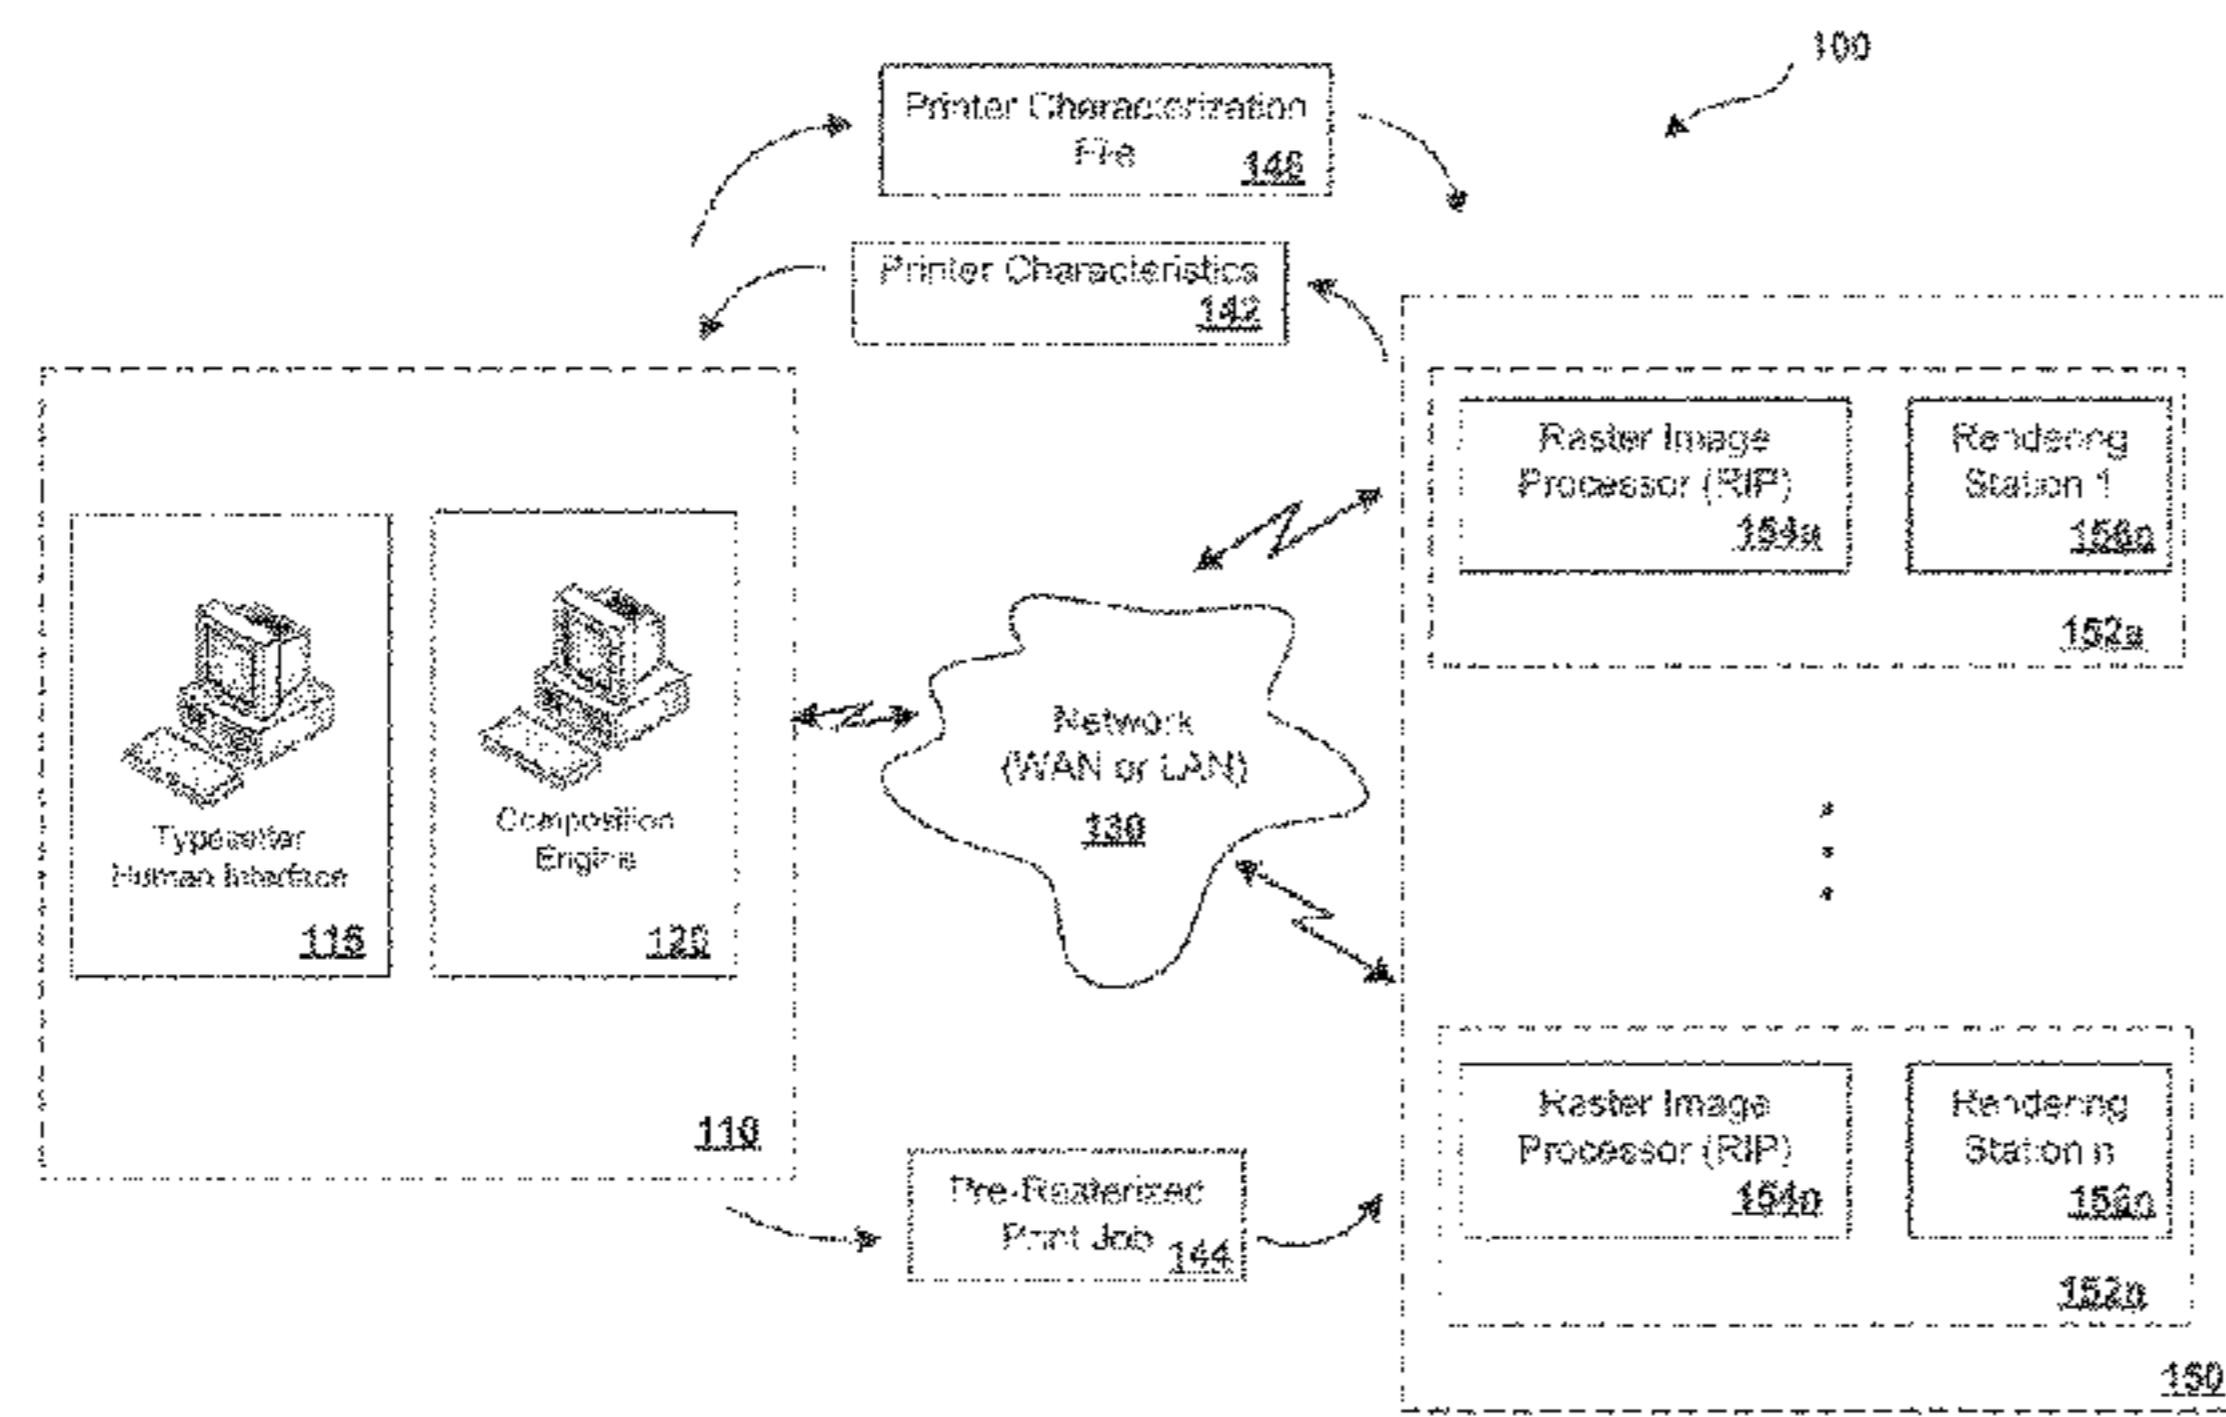 100
Printer Characterization
File
146
Printer Characteristics
142
Raster Image
Processor (RIP)
154a
Rendering
Station 1
156a
152a
Typesetter
Human Interface
115
Composition
Engine
120
110
Network
(WAN or LAN)
130
Pre-Rasterized
Print Job
144
Raster Image
Processor (RIP)
154n
Rendering
Station n
156n
152n
150